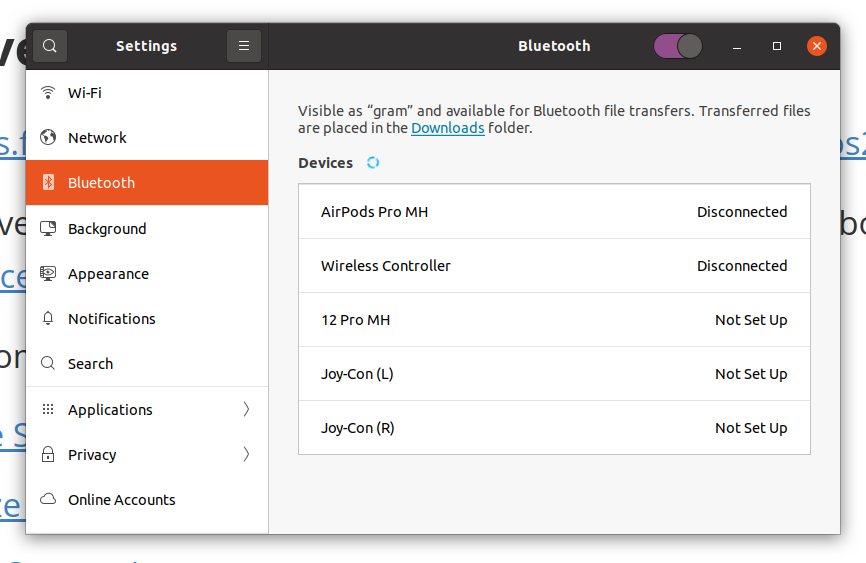 Settings
Bluetooth
Wi-Fi
Network
Bluetooth
Background
Appearance
Notifications
Search
Applications
Privacy
Online Accounts
Visible as “gram” and available for Bluetooth file transfers. Transferred files
are placed in the Downloads folder.
Devices
AirPods Pro MH Disconnected
Wireless Controller Disconnected
12 Pro MH Not Set Up
Joy-Con (L) Not Set Up
Joy-Con (R) Not Set Up